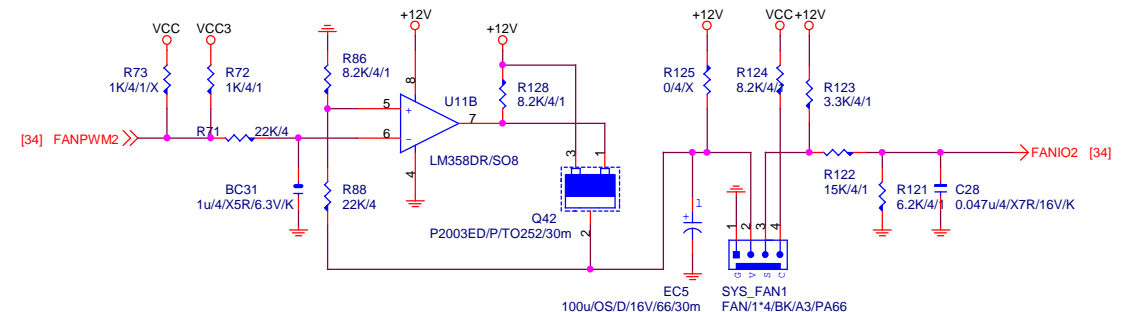 VCC
VCC3
R73
1K/4/1/X
R72
1K/4/1
[34] FANPWM2
R71
22K/4
BC31
1u/4/X5R/6.3V/K
R86
8.2K/4/1
R88
22K/4
+12V
8
5
+
6
-
4
7
U11B
LM358DR/SO8
+12V
R128
8.2K/4/1
3
1
2
Q42
P2003ED/P/TO252/30m
+12V
R125
0/4/X
VCC
+12V
R124
8.2K/4/
R123
3.3K/4/1
1
+
EC5
100u/OS/D/16V/66/30m
1
2
3
4
G
V
S
C
SYS_FAN1
FAN/1*4/BK/A3/PA66
R122
15K/4/1
R121
6.2K/4/1
C28
0.047u/4/X7R/16V/K
FANIO2 [34]